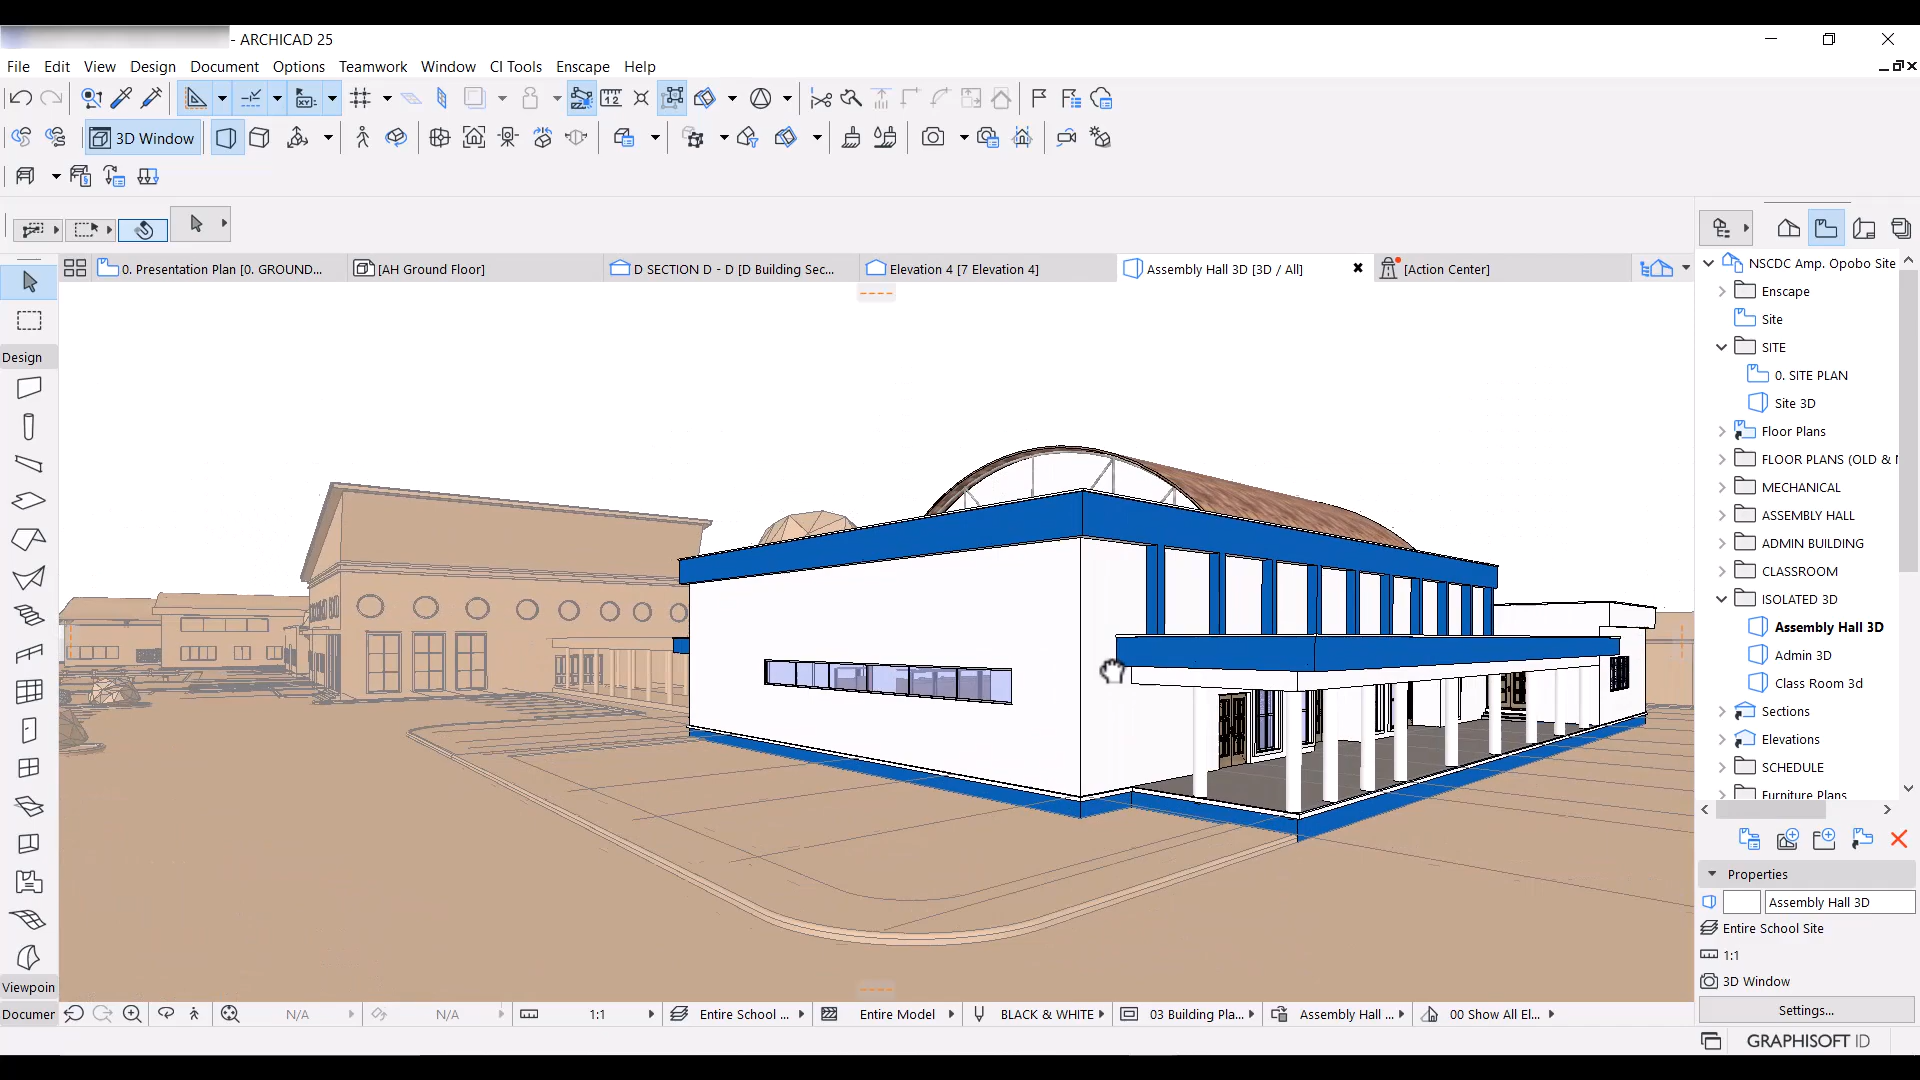 - ARCHICAD 25
File Edit View Design Document Options Teamwork Window CI Tools Enscape Help
3D Window
0. Presentation Plan [0. GROUND...
[AH Ground Floor]
D SECTION D - D [D Building Sec...
Elevation 4 [7 Elevation 4]
Assembly Hall 3D [3D / All]
[Action Center]
Design
Viewpoin
Documen
NSCDC Amp. Opobo Site
Enscape
Site
SITE
0. SITE PLAN
Site 3D
Floor Plans
FLOOR PLANS (OLD &
MECHANICAL
ASSEMBLY HALL
ADMIN BUILDING
CLASSROOM
ISOLATED 3D
Assembly Hall 3D
Admin 3D
Class Room 3d
Sections
Elevations
SCHEDULE
Furniture Plans
Properties
Assembly Hall 3D
Entire School Site
1:1
3D Window
Settings...
N/A
N/A
1:1
Entire School ...
Entire Model
BLACK & WHITE
03 Building Pla...
Assembly Hall ...
00 Show All El...
GRAPHISOFT ID